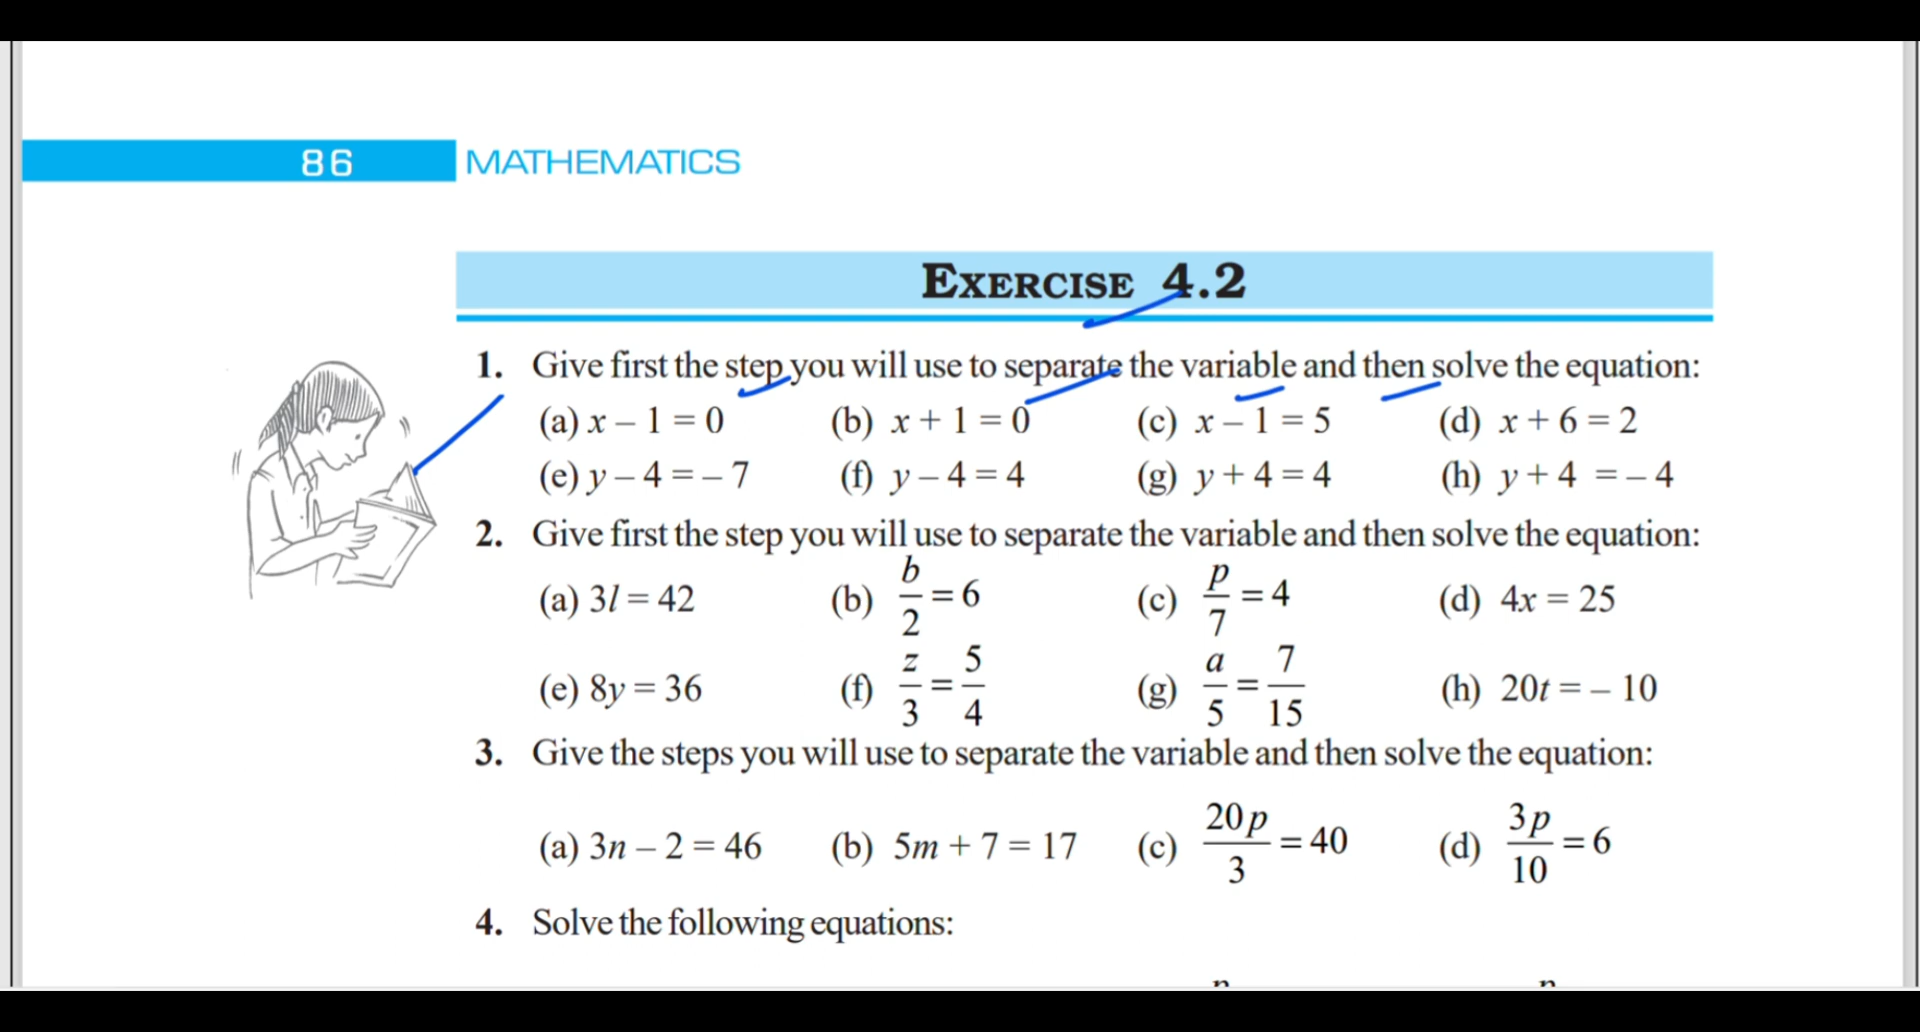 86 MATHEMATICS
EXERCISE 4.2
1. Give first the step you will use to separate the variable and then solve the equation:
(a) x – 1 = 0 (b) x + 1 = 0 (c) x – 1 = 5 (d) x + 6 = 2
(e) y – 4 = – 7 (f) y – 4 = 4 (g) y + 4 = 4 (h) y + 4 = – 4
2. Give first the step you will use to separate the variable and then solve the equation:
(a) 3l = 42 (b) b/2 = 6 (c) p/7 = 4 (d) 4x = 25
(e) 8y = 36 (f) z/3 = 5/4 (g) a/5 = 7/15 (h) 20t = – 10
3. Give the steps you will use to separate the variable and then solve the equation:
(a) 3n – 2 = 46 (b) 5m + 7 = 17 (c) 20p/3 = 40 (d) 3p/10 = 6
4. Solve the following equations: